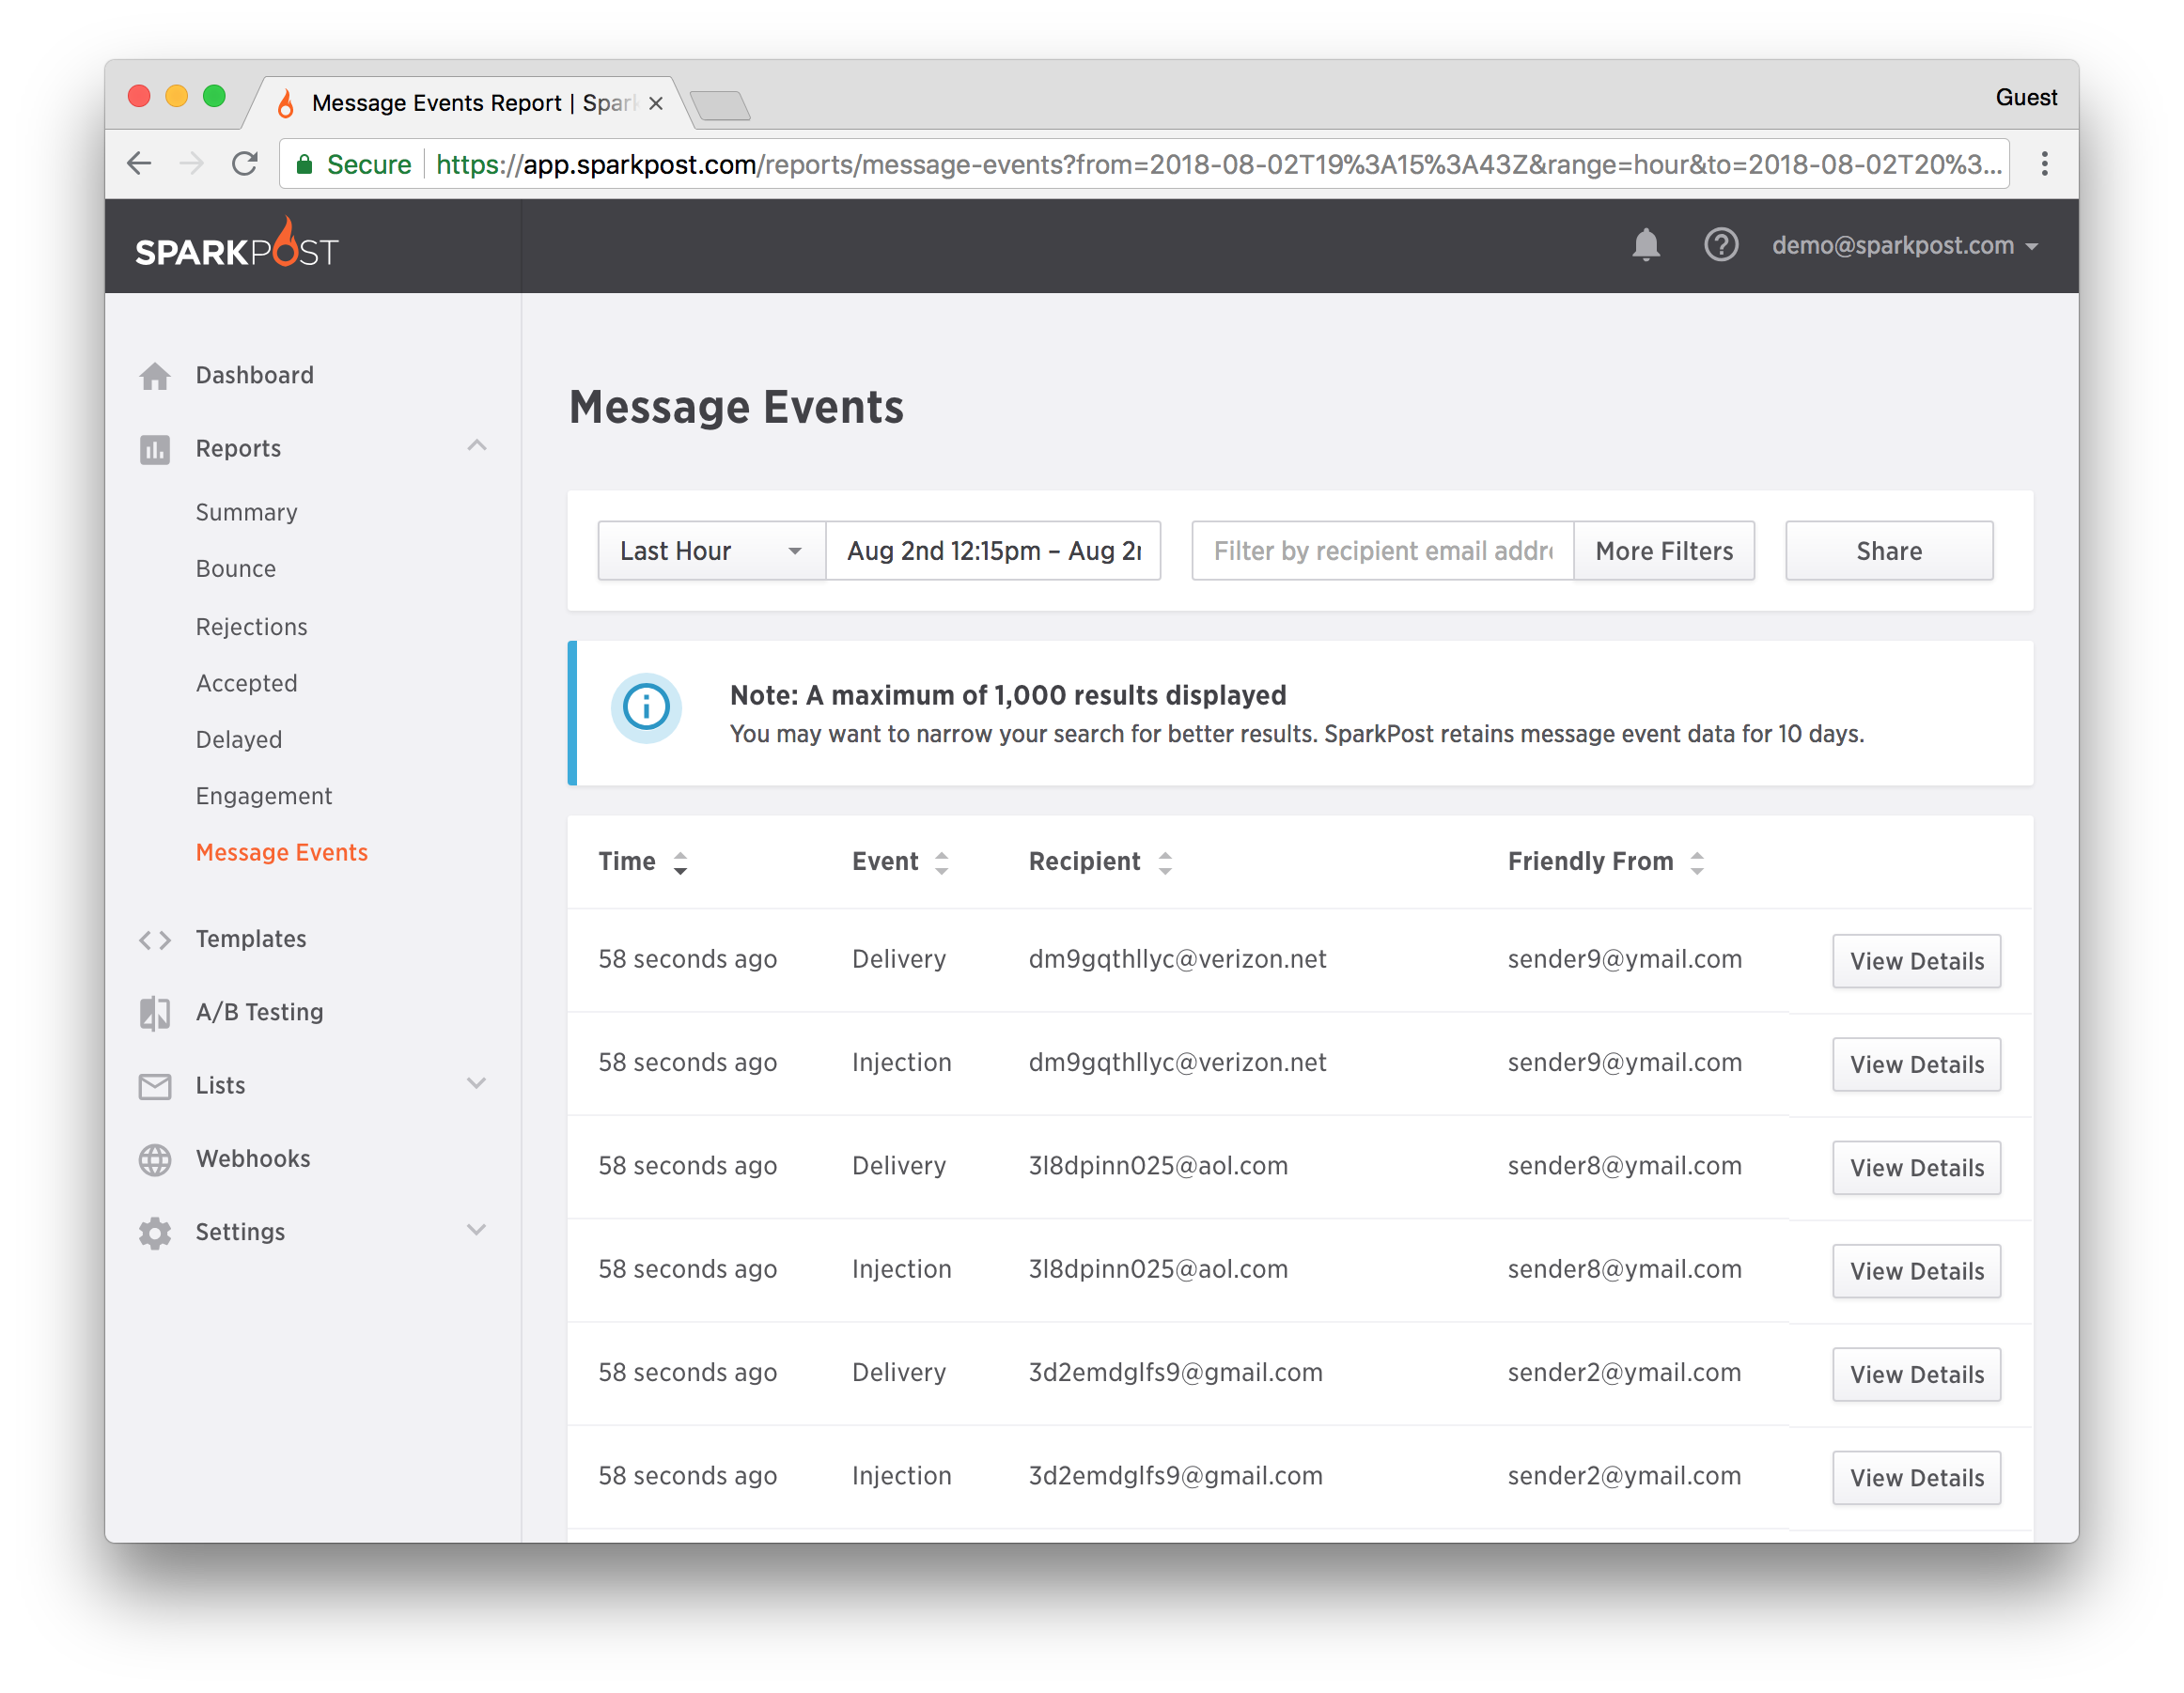 Message Events Report | Spark
Guest
Secure https://app.sparkpost.com/reports/message-events?from=2018-08-02T19%3A15%3A43Z&range=hour&to=2018-08-02T20%3...
SPARKPOST
demo@sparkpost.com
Dashboard
Reports
Summary
Bounce
Rejections
Accepted
Delayed
Engagement
Message Events
Templates
A/B Testing
Lists
Webhooks
Settings
Message Events
Last Hour Aug 2nd 12:15pm – Aug 2n Filter by recipient email addre More Filters Share
Note: A maximum of 1,000 results displayed
You may want to narrow your search for better results. SparkPost retains message event data for 10 days.
Time Event Recipient Friendly From
58 seconds ago Delivery dm9gqthllyc@verizon.net sender9@ymail.com View Details
58 seconds ago Injection dm9gqthllyc@verizon.net sender9@ymail.com View Details
58 seconds ago Delivery 3l8dpinn025@aol.com sender8@ymail.com View Details
58 seconds ago Injection 3l8dpinn025@aol.com sender8@ymail.com View Details
58 seconds ago Delivery 3d2emdglfs9@gmail.com sender2@ymail.com View Details
58 seconds ago Injection 3d2emdglfs9@gmail.com sender2@ymail.com View Details